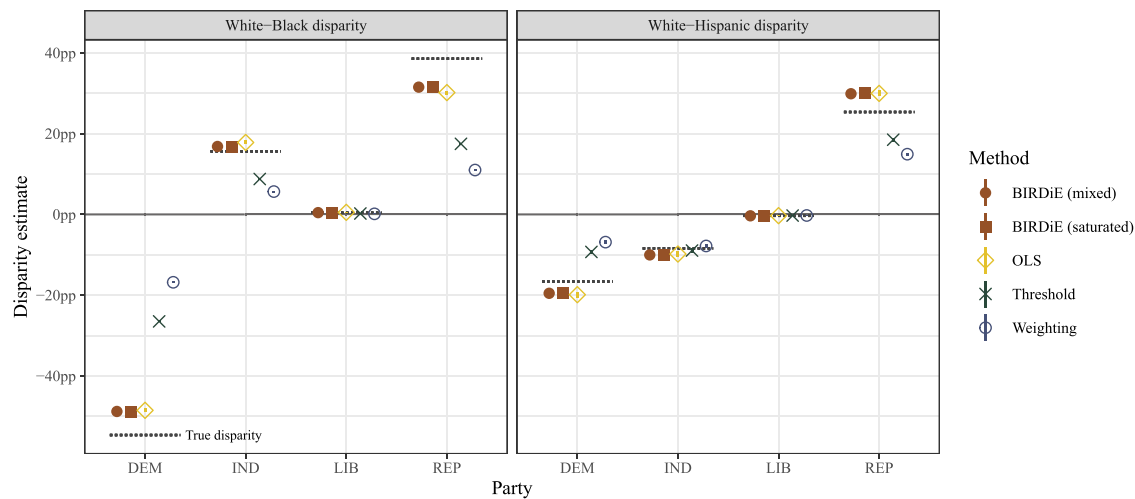 White−Black disparity
White−Hispanic disparity
40pp
20pp
0pp
−20pp
−40pp
Disparity estimate
True disparity
DEM IND LIB REP
DEM IND LIB REP
Party
Method
BIRDiE (mixed)
BIRDiE (saturated)
OLS
Threshold
Weighting